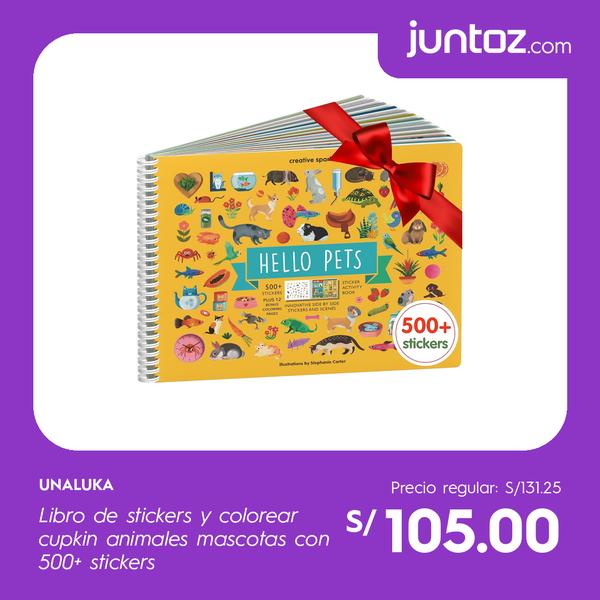 juntoz.com
creative
HELLO PETS
500+
STICKERS
PLUS 12
BONUS
COLORING
PAGES
STICKER
ACTIVITY
BOOK
INNOVATIVE SIDE BY SIDE
STICKERS AND SCENES
500+
stickers
Illustrations by Stephanie Carter
UNALUKA
Libro de stickers y colorear
cupkin animales mascotas con
500+ stickers
Precio regular: S/131.25
S/ 105.00